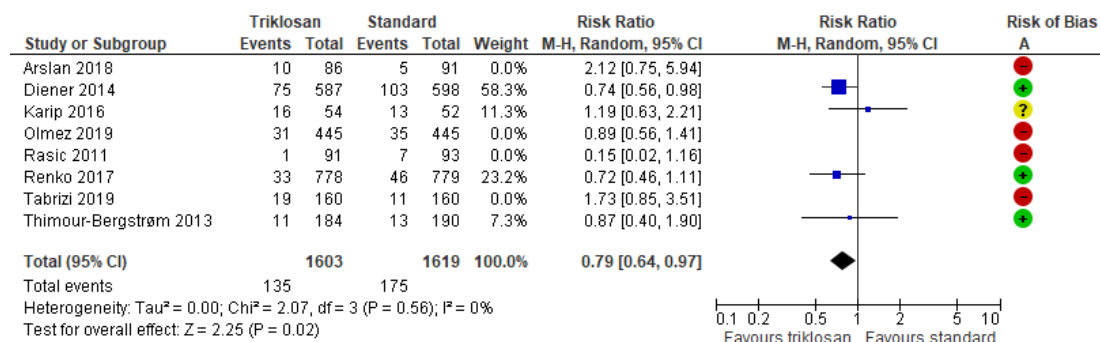 Triklosan Standard Risk Ratio Risk Ratio Risk of Bias
Study or Subgroup Events Total Events Total Weight M-H, Random, 95% CI M-H, Random, 95% CI A
Arslan 2018 10 86 5 91 0.0% 2.12 [0.75, 5.94] -
Diener 2014 75 587 103 598 58.3% 0.74 [0.56, 0.98] +
Karip 2016 16 54 13 52 11.3% 1.19 [0.63, 2.21] ?
Olmez 2019 31 445 35 445 0.0% 0.89 [0.56, 1.41] -
Rasic 2011 1 91 7 93 0.0% 0.15 [0.02, 1.16] -
Renko 2017 33 778 46 779 23.2% 0.72 [0.46, 1.11] +
Tabrizi 2019 19 160 11 160 0.0% 1.73 [0.85, 3.51] -
Thimour-Bergstrøm 2013 11 184 13 190 7.3% 0.87 [0.40, 1.90] +
Total (95% CI) 1603 1619 100.0% 0.79 [0.64, 0.97]
Total events 135 175
Heterogeneity: Tau² = 0.00; Chi² = 2.07, df = 3 (P = 0.56); I² = 0%
Test for overall effect: Z = 2.25 (P = 0.02)
0.1 0.2 0.5 1 2 5 10
Favours triklosan Favours standard